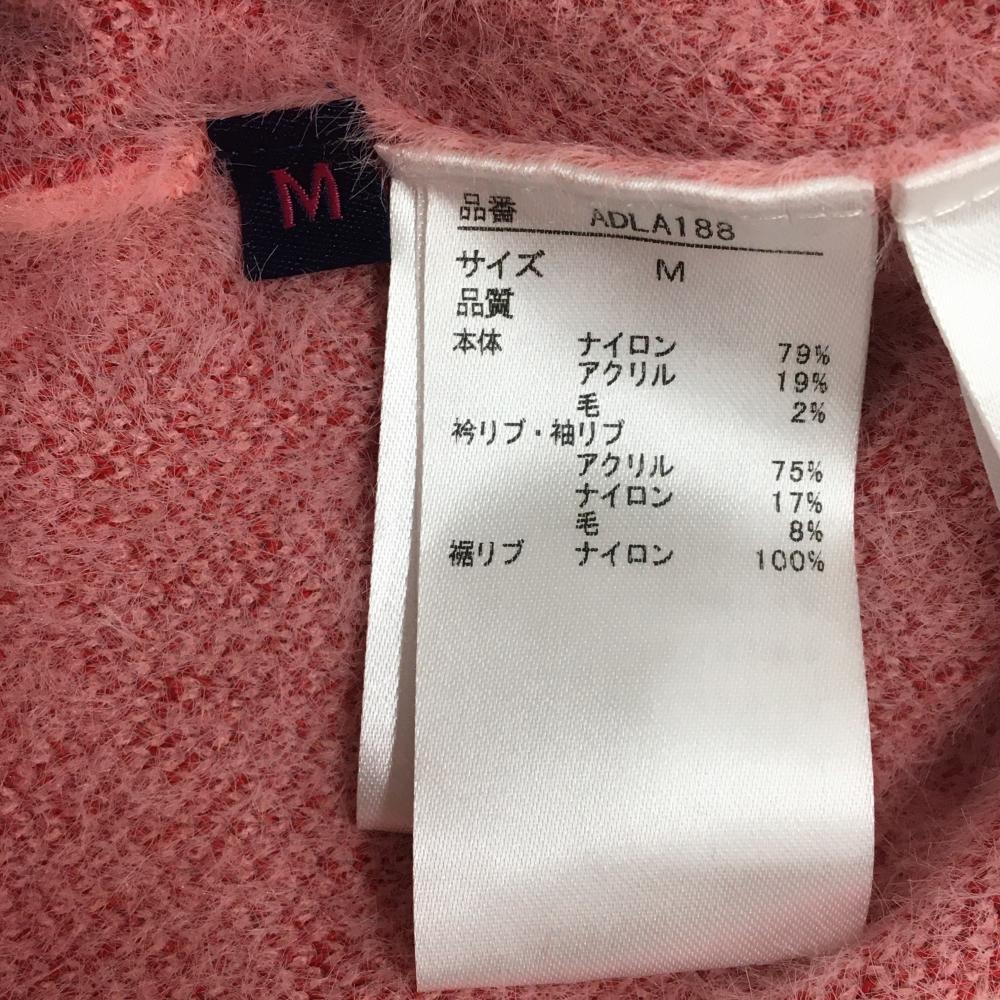 M
品番 ADLA188
サイズ M
品質
本体 ナイロン 79%
アクリル 19%
毛 2%
衿リブ・袖リブ
アクリル 75%
ナイロン 17%
毛 8%
裾リブ ナイロン 100%